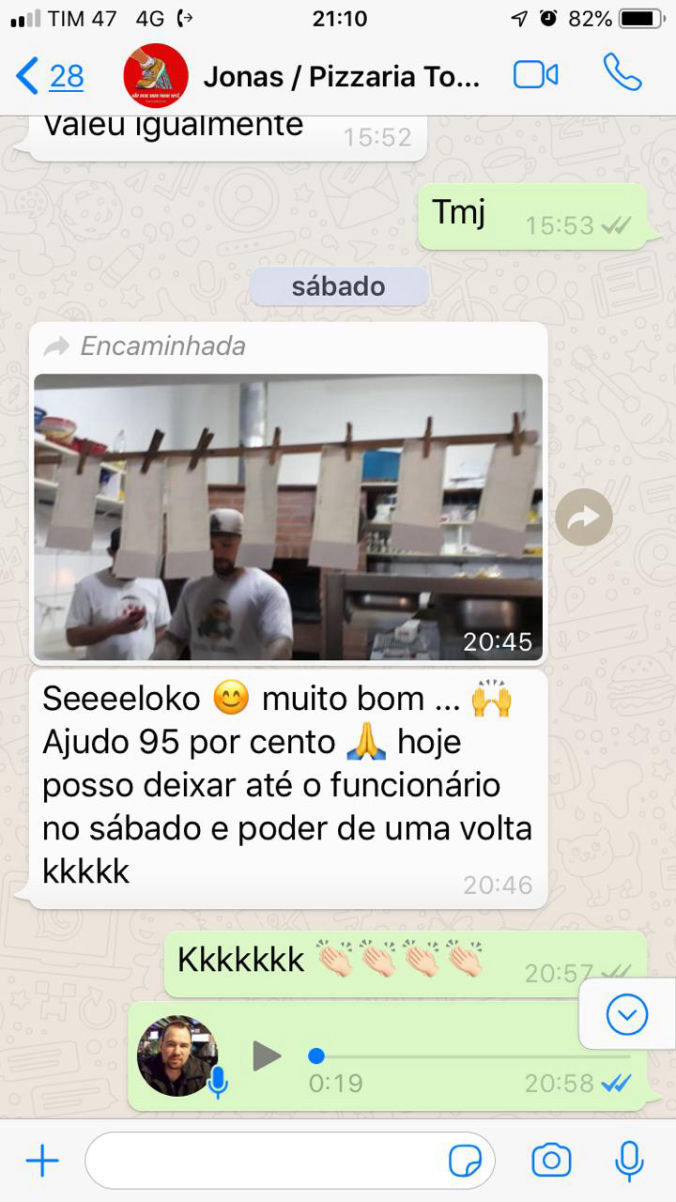 TIM 47 4G 21:10 82%
28 Jonas / Pizzaria To...
Valeu igualmente 15:52
Tmj 15:53
sábado
Encaminhada
20:45
Seeeeloko 😊 muito bom ... 🙌
Ajudo 95 por cento 🙏 hoje
posso deixar até o funcionário
no sábado e poder de uma volta
kkkkk 20:46
Kkkkkkk 👏🏻👏🏻👏🏻👏🏻 20:57
0:19 20:58